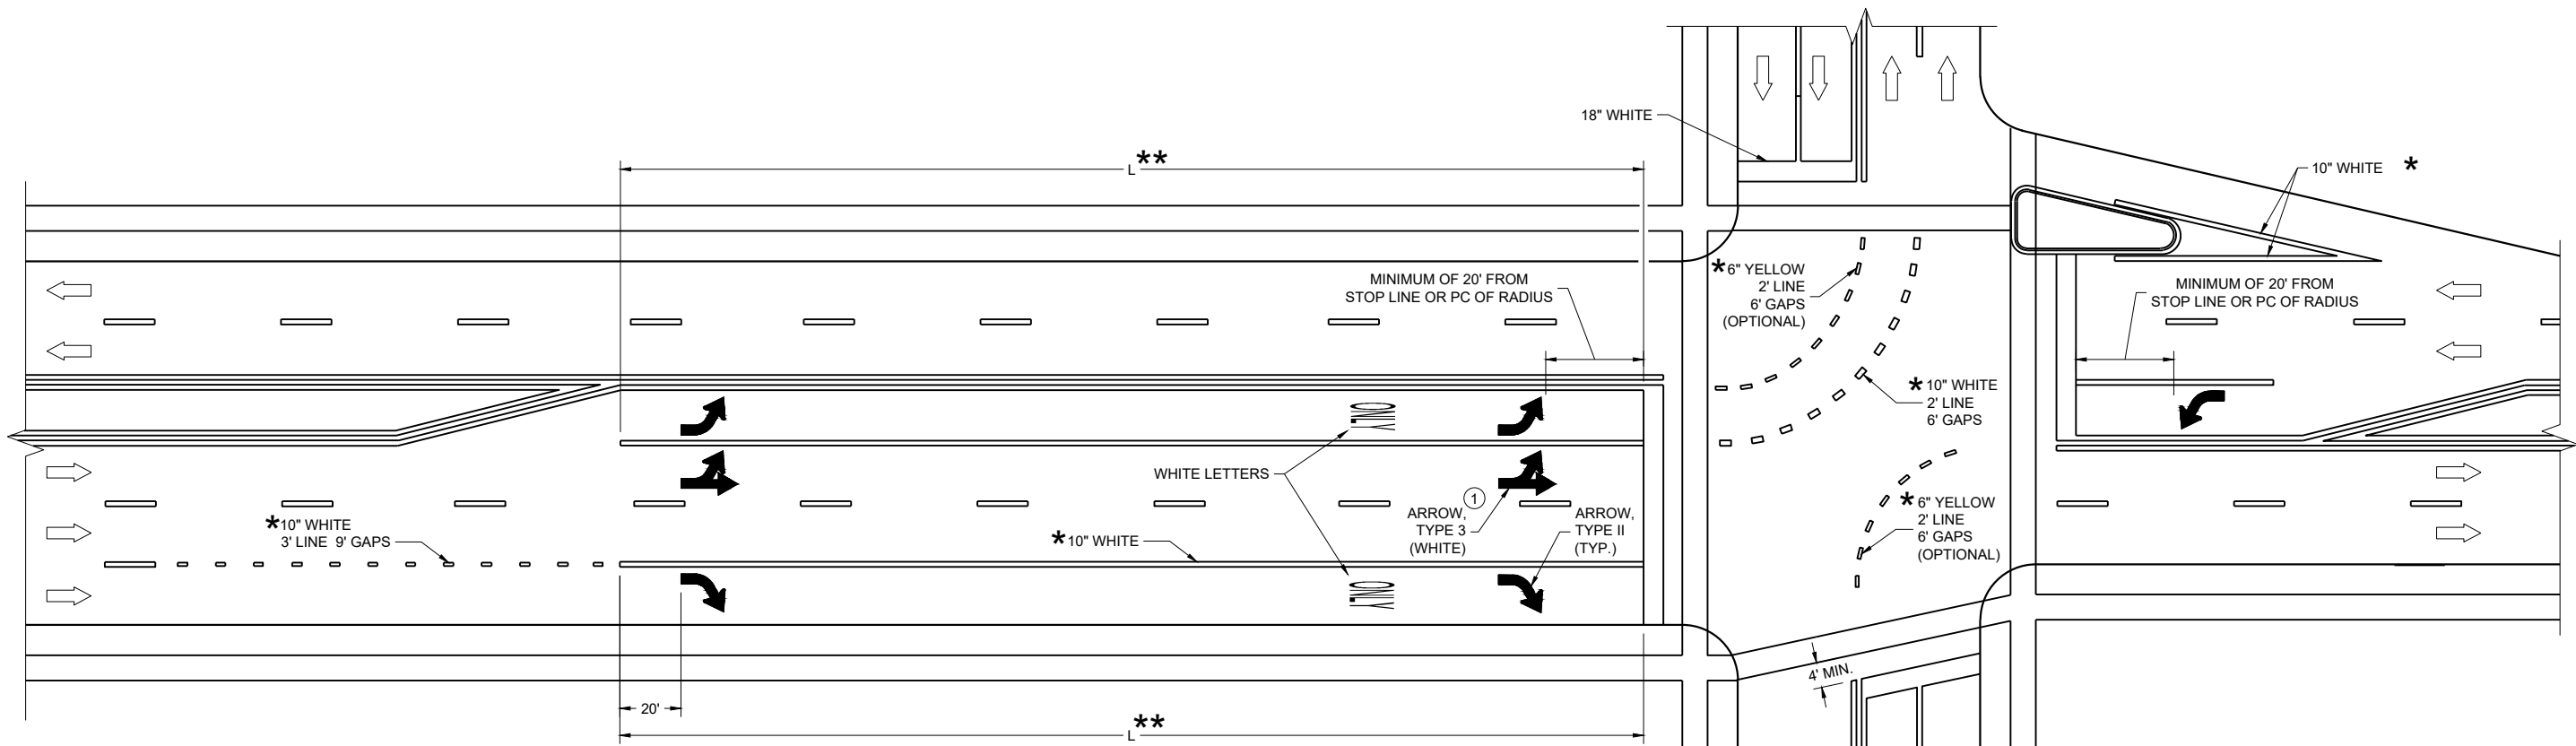 18" WHITE
L**
10" WHITE *
MINIMUM OF 20' FROM
STOP LINE OR PC OF RADIUS
*6" YELLOW
2' LINE
6' GAPS
(OPTIONAL)
MINIMUM OF 20' FROM
STOP LINE OR PC OF RADIUS
*10" WHITE
2' LINE
6' GAPS
ONLY
WHITE LETTERS
1
ARROW,
TYPE 3
(WHITE)
ARROW,
TYPE II
(TYP.)
*6" YELLOW
2' LINE
6' GAPS
(OPTIONAL)
*10" WHITE
3' LINE 9' GAPS
*10" WHITE
ONLY
4' MIN.
20'
L**